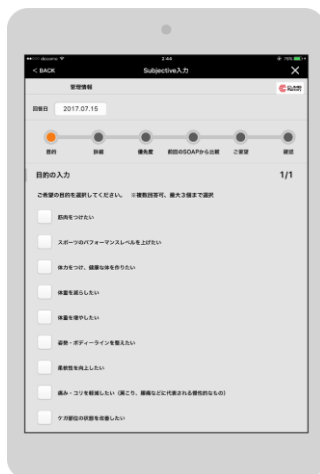 docomo 2:44 75%
< BACK Subjective入力 ×
管理情報
回答日 2017.07.15
目的 詳細 優先度 前回のSOAPから比較 ご要望 確認
目的の入力 1/1
ご希望の目的を選択してください。 ※複数回答可、最大3個まで選択
筋肉をつけたい
スポーツのパフォーマンスレベルを上げたい
体力をつけ、健康な体を作りたい
体重を減らしたい
体重を増やしたい
姿勢・ボディーラインを整えたい
柔軟性を向上したい
痛み・コリを軽減したい（肩こり、腰痛などに代表される慢性的なもの）
ケガ部位の状態を改善したい